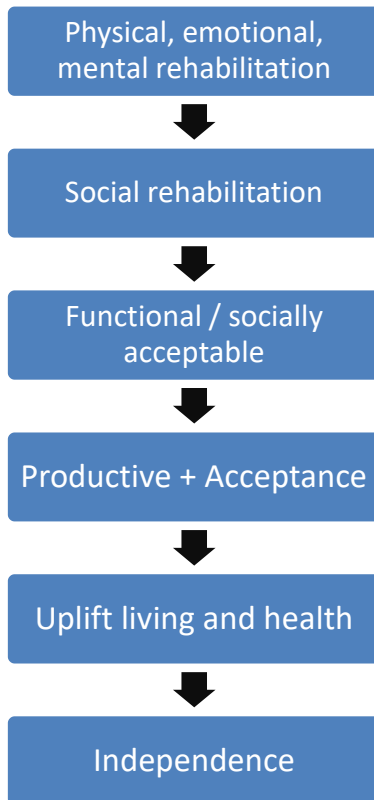 Physical, emotional,
mental rehabilitation
Social rehabilitation
Functional / socially
acceptable
Productive + Acceptance
Uplift living and health
Independence